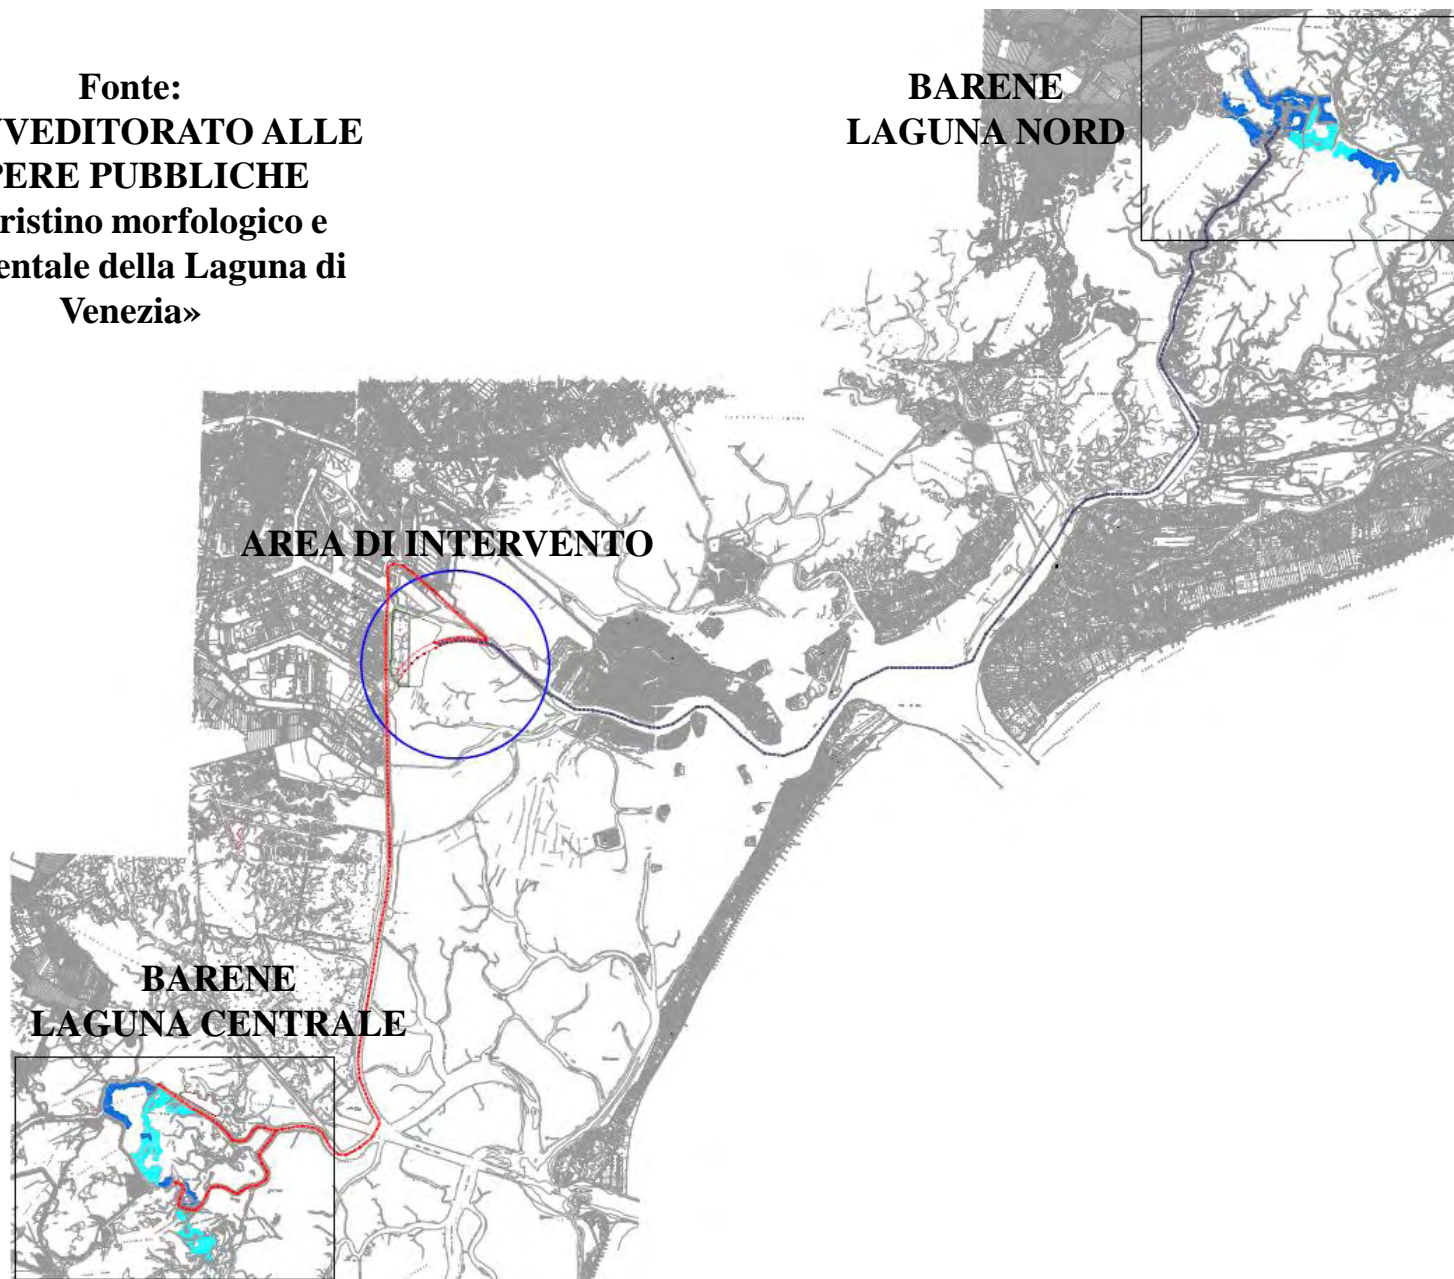 Fonte:
VVEDITORATO ALLE
PERE PUBBLICHE
ristino morfologico e
entale della Laguna di
Venezia»
BARENE
LAGUNA NORD
AREA DI INTERVENTO
BARENE
LAGUNA CENTRALE